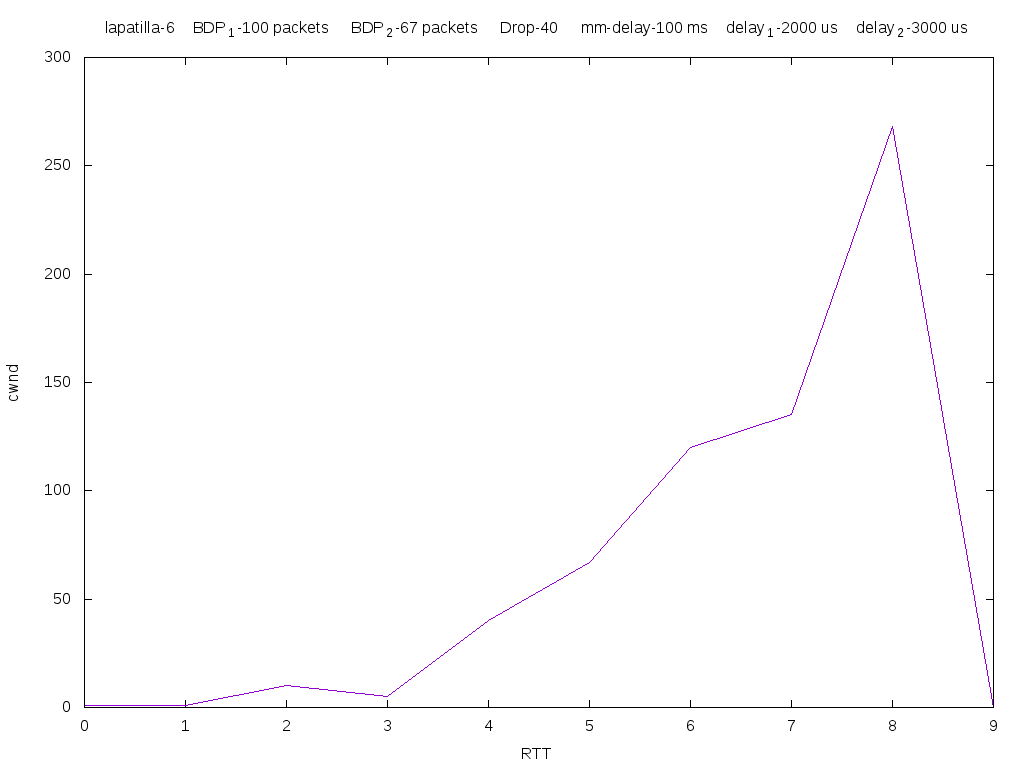 lapatilla-6 BDP1-100 packets BDP2-67 packets Drop-40 mm-delay-100 ms delay1-2000 us delay2-3000 us
300
250
200
150
100
50
0
cwnd
0 1 2 3 4 5 6 7 8 9
RTT